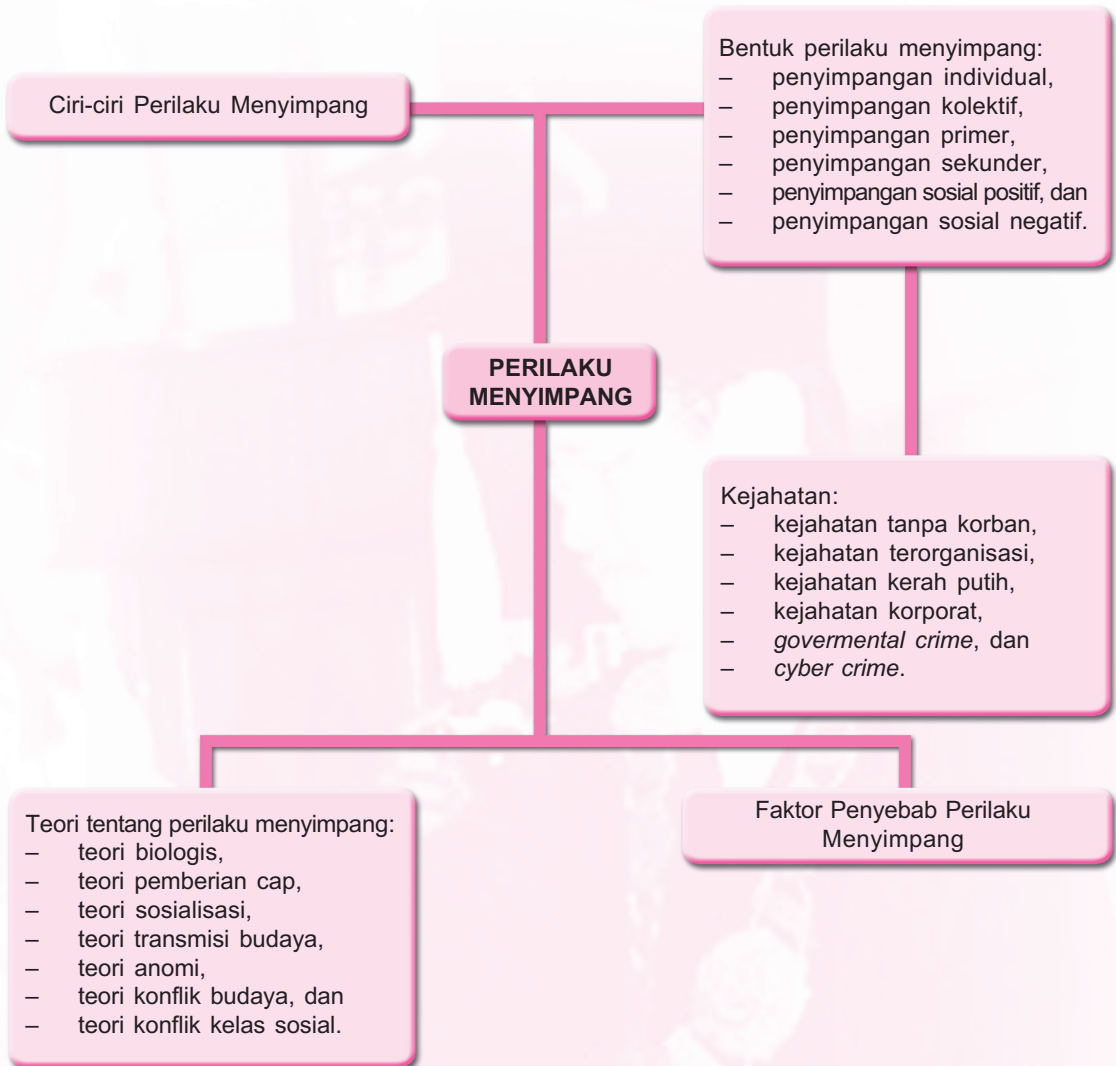 Ciri-ciri Perilaku Menyimpang
Bentuk perilaku menyimpang:
– penyimpangan individual,
– penyimpangan kolektif,
– penyimpangan primer,
– penyimpangan sekunder,
– penyimpangan sosial positif, dan
– penyimpangan sosial negatif.
PERILAKU
MENYIMPANG
Kejahatan:
– kejahatan tanpa korban,
– kejahatan terorganisasi,
– kejahatan kerah putih,
– kejahatan korporat,
– govermental crime, dan
– cyber crime.
Teori tentang perilaku menyimpang:
– teori biologis,
– teori pemberian cap,
– teori sosialisasi,
– teori transmisi budaya,
– teori anomi,
– teori konflik budaya, dan
– teori konflik kelas sosial.
Faktor Penyebab Perilaku
Menyimpang